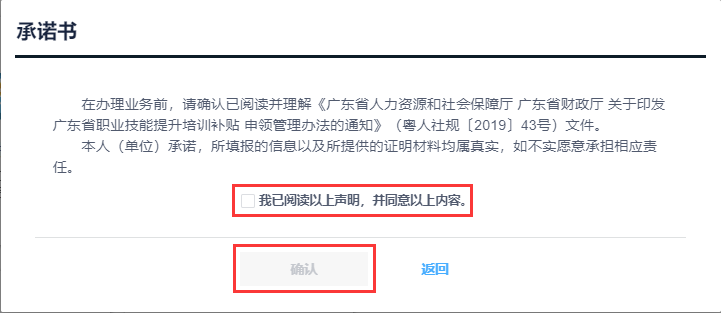 承诺书
在办理业务前，请确认已阅读并理解《广东省人力资源和社会保障厅 广东省财政厅 关于印发
广东省职业技能提升培训补贴 申领管理办法的通知》（粤人社规〔2019〕43号）文件。
本人（单位）承诺，所填报的信息以及所提供的证明材料均属真实，如不实愿意承担相应责
任。
我已阅读以上声明，并同意以上内容。
确认 返回